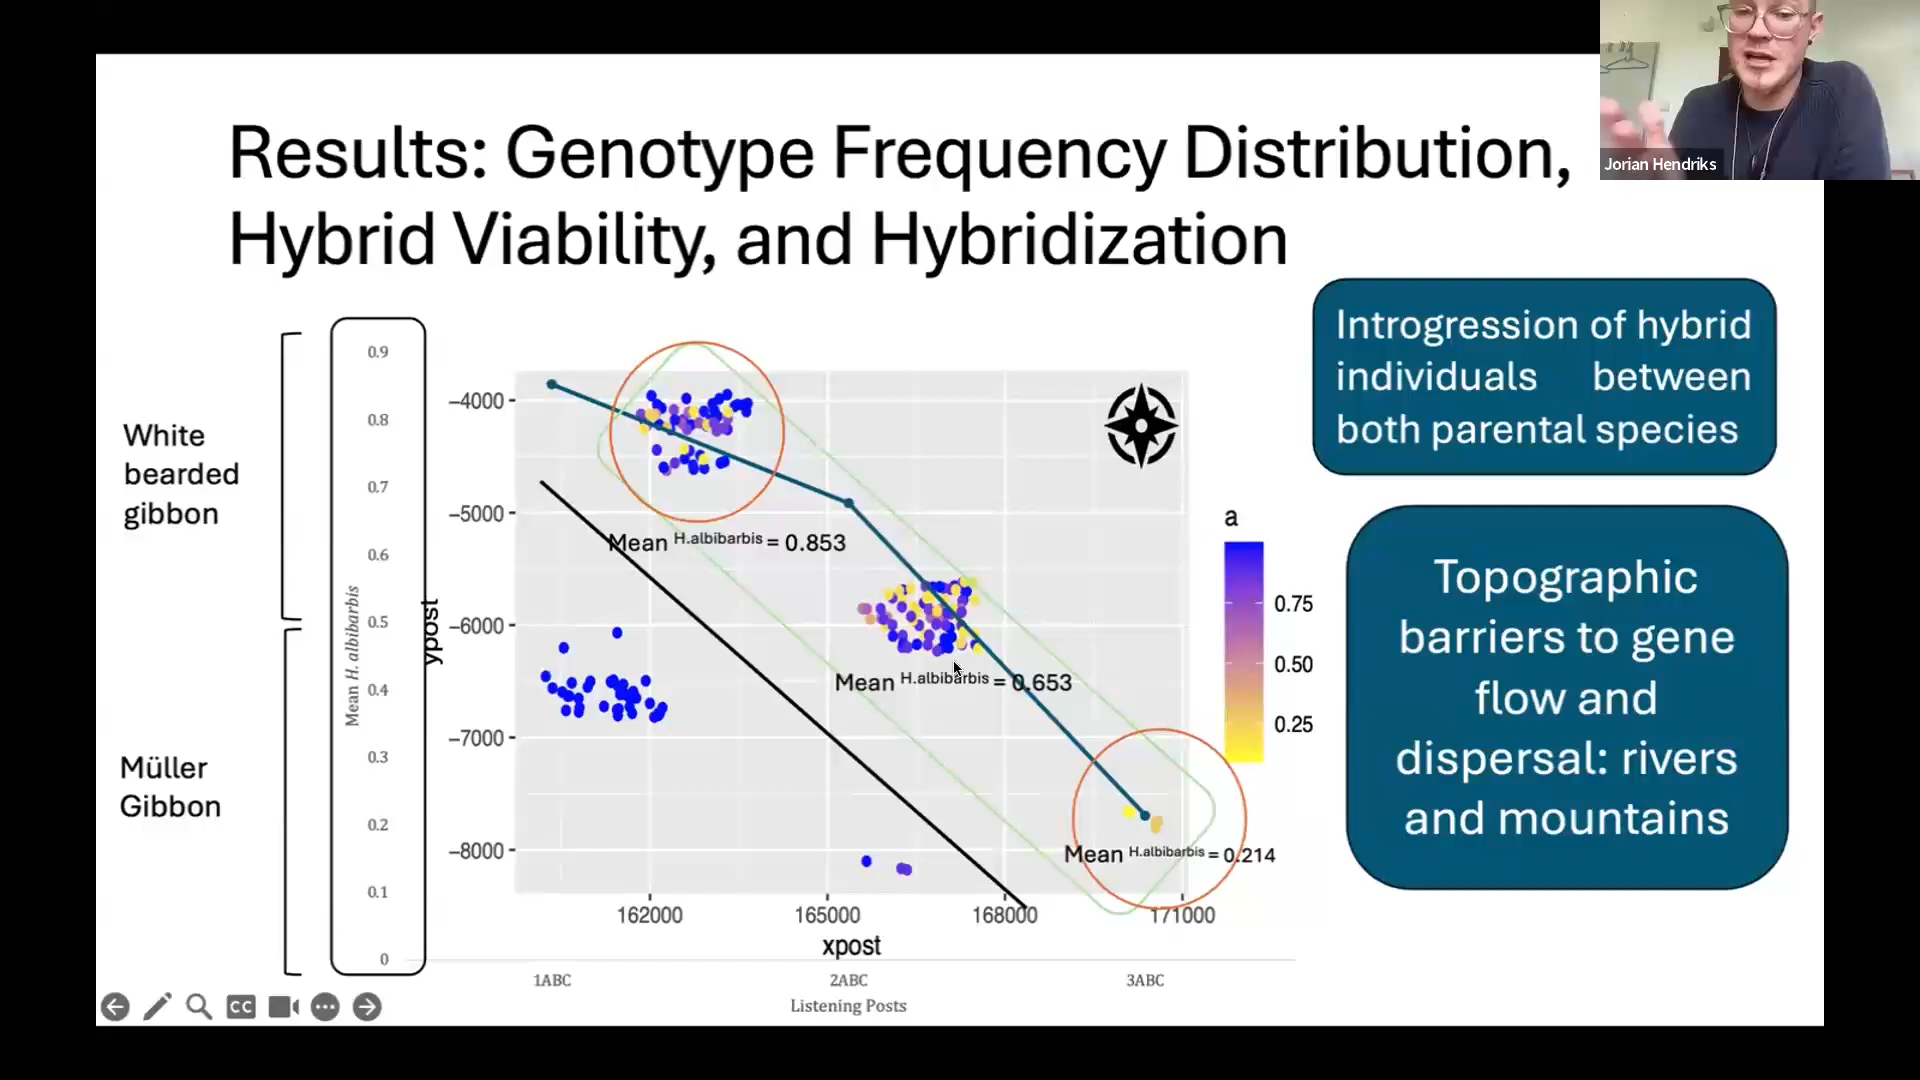 Results: Genotype Frequency Distribution,
Hybrid Viability, and Hybridization
Jorian Hendriks
White
bearded
gibbon
Müller
Gibbon
0.9
0.8
0.7
0.6
0.5
0.4
0.3
0.2
0.1
0
Mean H. albibarbis
ypost
−4000
−5000
−6000
−7000
−8000
Mean H.albibarbis = 0.853
Mean H.albibarbis = 0.653
Mean H.albibarbis = 0.214
162000
165000
168000
171000
xpost
1ABC
2ABC
3ABC
Listening Posts
a
0.75
0.50
0.25
Introgression of hybrid
individuals between
both parental species
Topographic
barriers to gene
flow and
dispersal: rivers
and mountains
CC